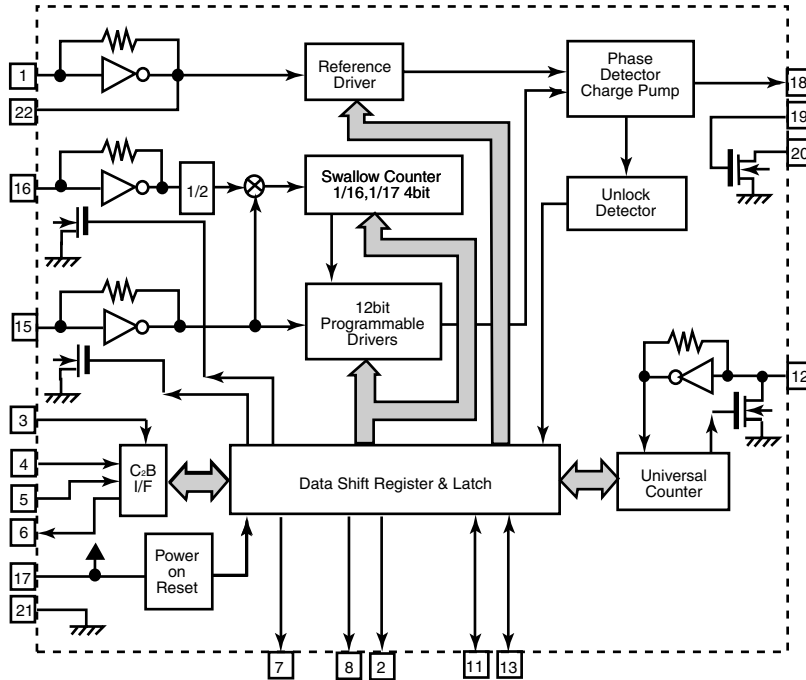 1
Reference
Driver
Phase
Detector
Charge Pump
18
22
19
20
16
1/2
Swallow Counter
1/16,1/17 4bit
Unlock
Detector
15
12bit
Programmable
Drivers
12
3
4
5
6
C2B
I/F
Data Shift Register & Latch
Universal
Counter
17
Power
on
Reset
21
7
8
2
11
13